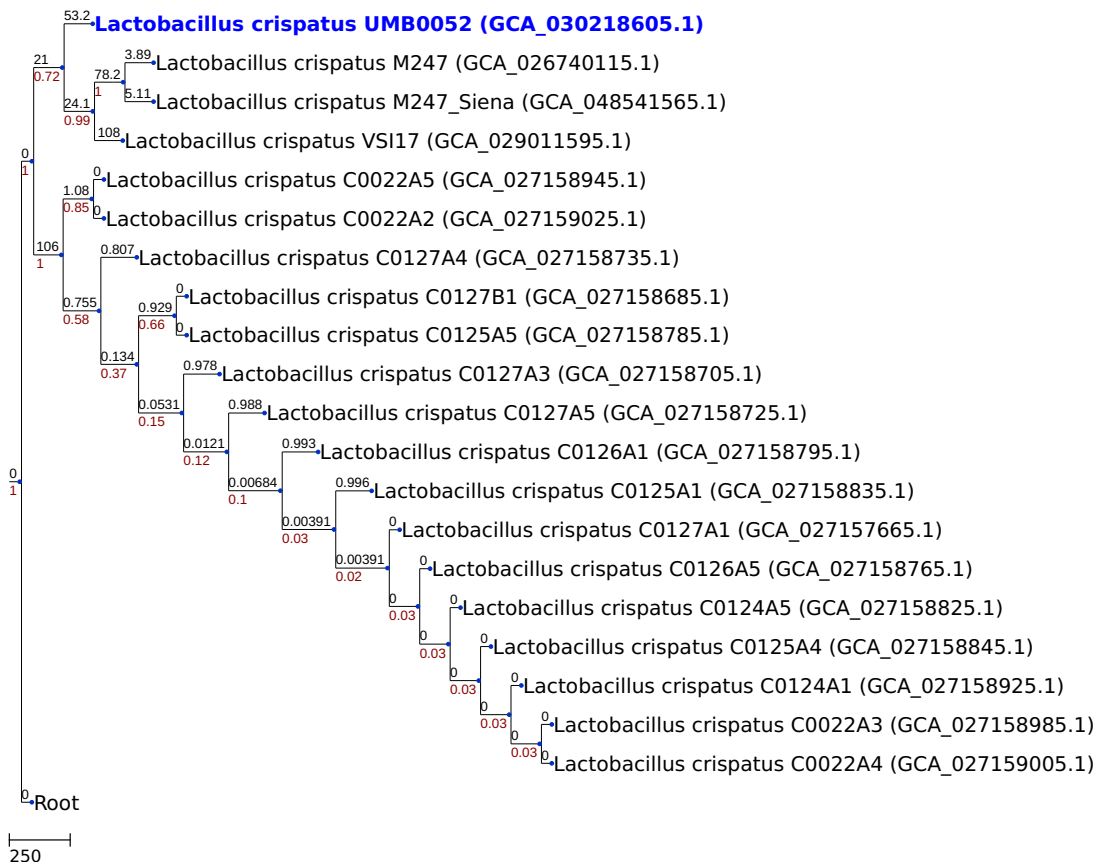 53.2
Lactobacillus crispatus UMB0052 (GCA_030218605.1)
21
0.72
3.89
Lactobacillus crispatus M247 (GCA_026740115.1)
78.2
1
5.11
Lactobacillus crispatus M247_Siena (GCA_048541565.1)
24.1
0.99
108
Lactobacillus crispatus VSI17 (GCA_029011595.1)
0
1
0
Lactobacillus crispatus C0022A5 (GCA_027158945.1)
1.08
0.85
0
Lactobacillus crispatus C0022A2 (GCA_027159025.1)
106
1
0.807
Lactobacillus crispatus C0127A4 (GCA_027158735.1)
0.755
0.58
0
Lactobacillus crispatus C0127B1 (GCA_027158685.1)
0.929
0.66
0
Lactobacillus crispatus C0125A5 (GCA_027158785.1)
0.134
0.37
0.978
Lactobacillus crispatus C0127A3 (GCA_027158705.1)
0.0531
0.15
0.988
Lactobacillus crispatus C0127A5 (GCA_027158725.1)
0.0121
0.12
0.993
Lactobacillus crispatus C0126A1 (GCA_027158795.1)
0.00684
0.1
0.996
Lactobacillus crispatus C0125A1 (GCA_027158835.1)
0.00391
0.03
0
Lactobacillus crispatus C0127A1 (GCA_027157665.1)
0.00391
0.02
0
Lactobacillus crispatus C0126A5 (GCA_027158765.1)
0
0.03
0
Lactobacillus crispatus C0124A5 (GCA_027158825.1)
0
0.03
0
Lactobacillus crispatus C0125A4 (GCA_027158845.1)
0
0.03
0
Lactobacillus crispatus C0124A1 (GCA_027158925.1)
0
0.03
0
Lactobacillus crispatus C0022A3 (GCA_027158985.1)
0
0.03
0
Lactobacillus crispatus C0022A4 (GCA_027159005.1)
0
1
0
Root
250